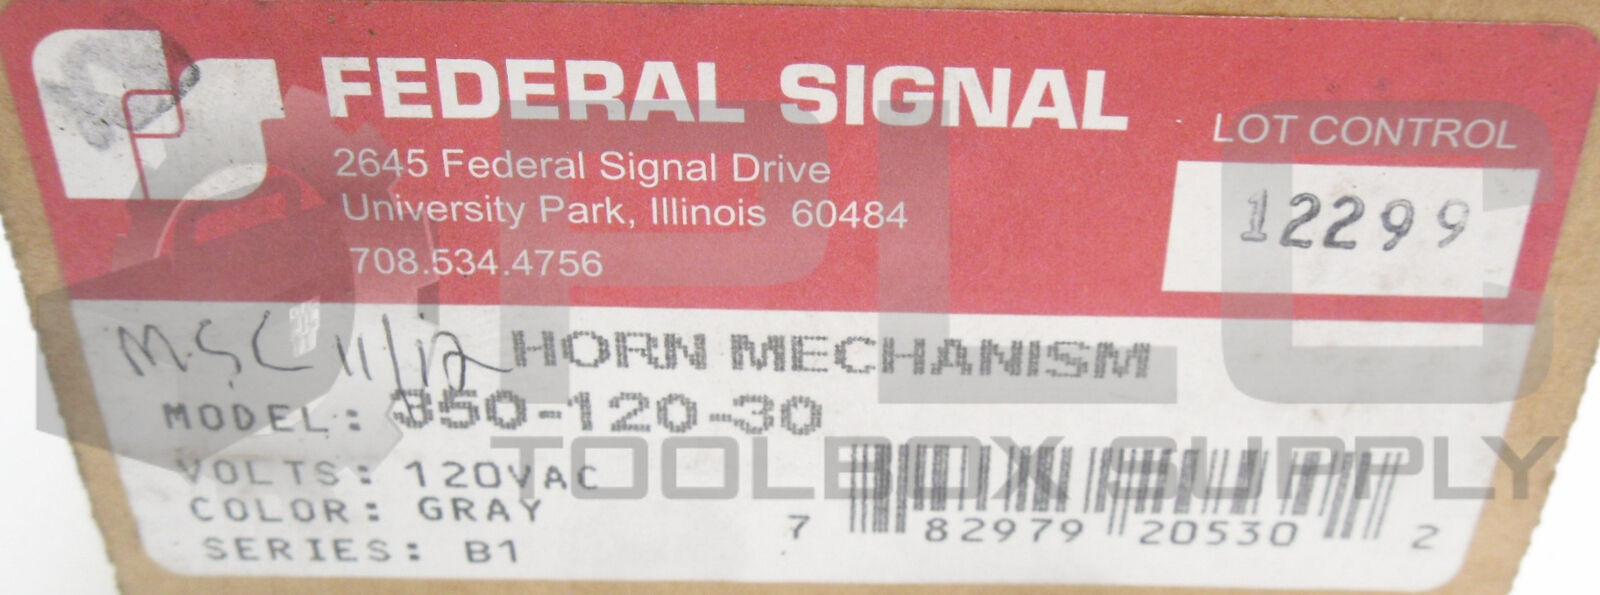 FEDERAL SIGNAL
2645 Federal Signal Drive
University Park, Illinois 60484
708.534.4756
LOT CONTROL
12299
M.S.C 11/12
HORN MECHANISM
MODEL: 350-120-30
VOLTS: 120VAC
COLOR: GRAY
SERIES: B1
7 82979 20530 2
PLC
TOOLBOX SUPPLY